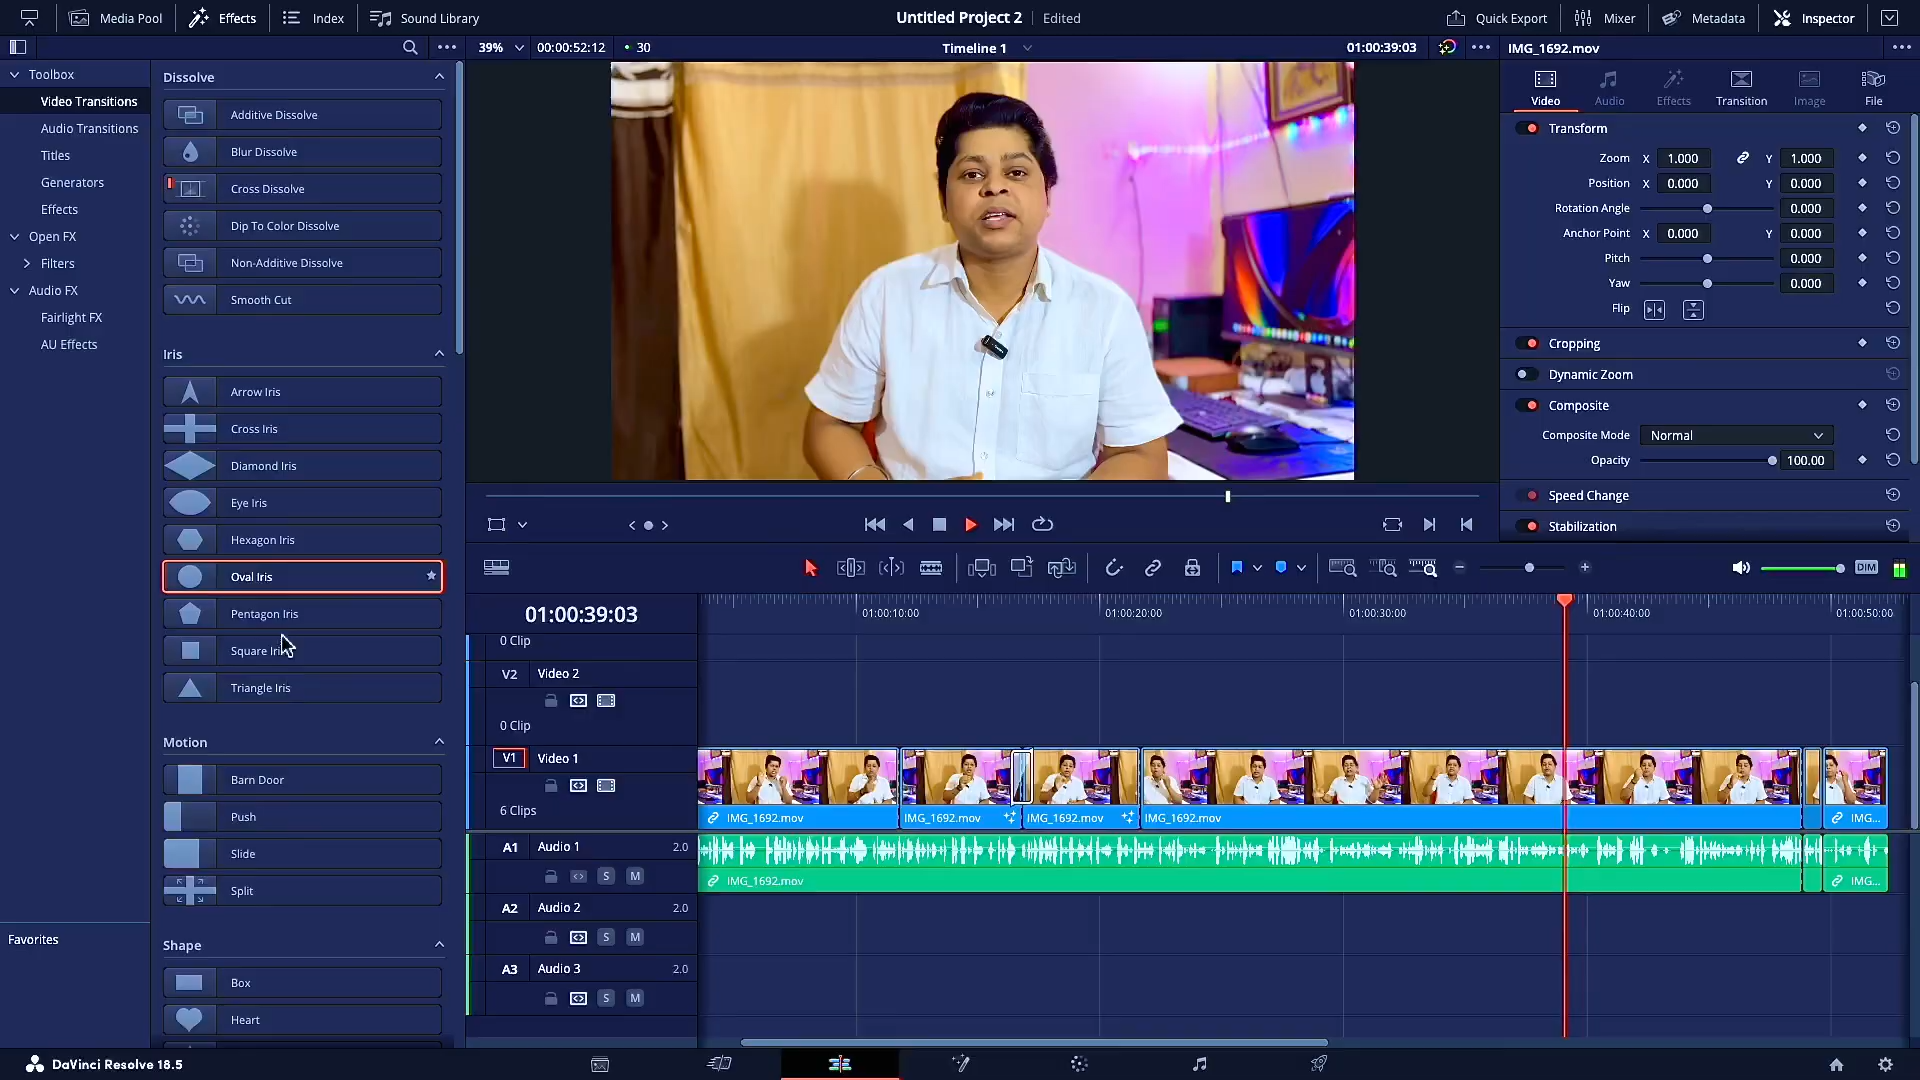 Media Pool
Effects
Index
Sound Library
Untitled Project 2
Edited
Quick Export
Mixer
Metadata
Inspector
39%
00:00:52:12
30
Timeline 1
01:00:39:03
IMG_1692.mov
Toolbox
Video Transitions
Audio Transitions
Titles
Generators
Effects
Open FX
Filters
Audio FX
Fairlight FX
AU Effects
Favorites
Dissolve
Additive Dissolve
Blur Dissolve
Cross Dissolve
Dip To Color Dissolve
Non-Additive Dissolve
Smooth Cut
Iris
Arrow Iris
Cross Iris
Diamond Iris
Eye Iris
Hexagon Iris
Oval Iris
Pentagon Iris
Square Iris
Triangle Iris
Motion
Barn Door
Push
Slide
Split
Shape
Box
Heart
Video
Audio
Effects
Transition
Image
File
Transform
Zoom X 1.000 Y 1.000
Position X 0.000 Y 0.000
Rotation Angle 0.000
Anchor Point X 0.000 Y 0.000
Pitch 0.000
Yaw 0.000
Flip
Cropping
Dynamic Zoom
Composite
Composite Mode Normal
Opacity 100.00
Speed Change
Stabilization
DIM
01:00:39:03
01:00:10:00
01:00:20:00
01:00:30:00
01:00:40:00
01:00:50:00
0 Clip
V2 Video 2
0 Clip
V1 Video 1
6 Clips
IMG_1692.mov
IMG_1692.mov
IMG_1692.mov
IMG_1692.mov
IMG...
A1 Audio 1 2.0
S M
IMG_1692.mov
IMG...
A2 Audio 2 2.0
S M
A3 Audio 3 2.0
S M
DaVinci Resolve 18.5